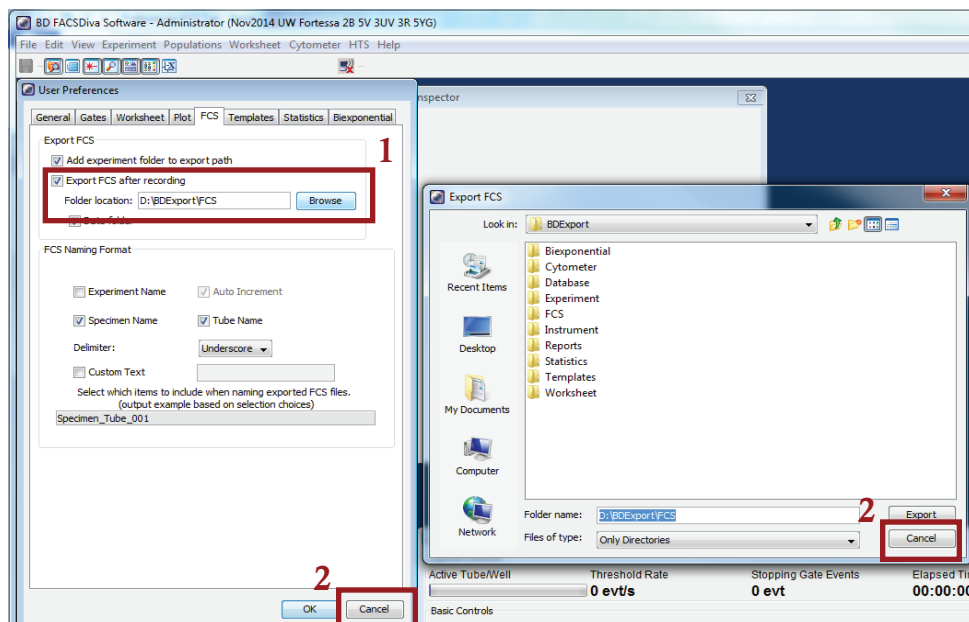 BD FACSDiva Software - Administrator (Nov2014 UW Fortessa 2B 5V 3UV 3R 5YG)
File Edit View Experiment Populations Worksheet Cytometer HTS Help
User Preferences
General Gates Worksheet Plot FCS Templates Statistics Biexponential
Export FCS
1
Add experiment folder to export path
Export FCS after recording
Folder location: D:\BDExport\FCS Browse
FCS Naming Format
Experiment Name Auto Increment
Specimen Name Tube Name
Delimiter: Underscore
Custom Text
Select which items to include when naming exported FCS files.
(output example based on selection choices)
Specimen_Tube_001
2
OK Cancel
nspector
Export FCS
Look in: BDExport
Recent Items
Desktop
My Documents
Computer
Network
Biexponential
Cytometer
Database
Experiment
FCS
Instrument
Reports
Statistics
Templates
Worksheet
Folder name: D:\BDExport\FCS 2 Export
Files of type: Only Directories Cancel
Active Tube/Well Threshold Rate Stopping Gate Events Elapsed Ti
0 evt/s 0 evt 00:00:00
Basic Controls